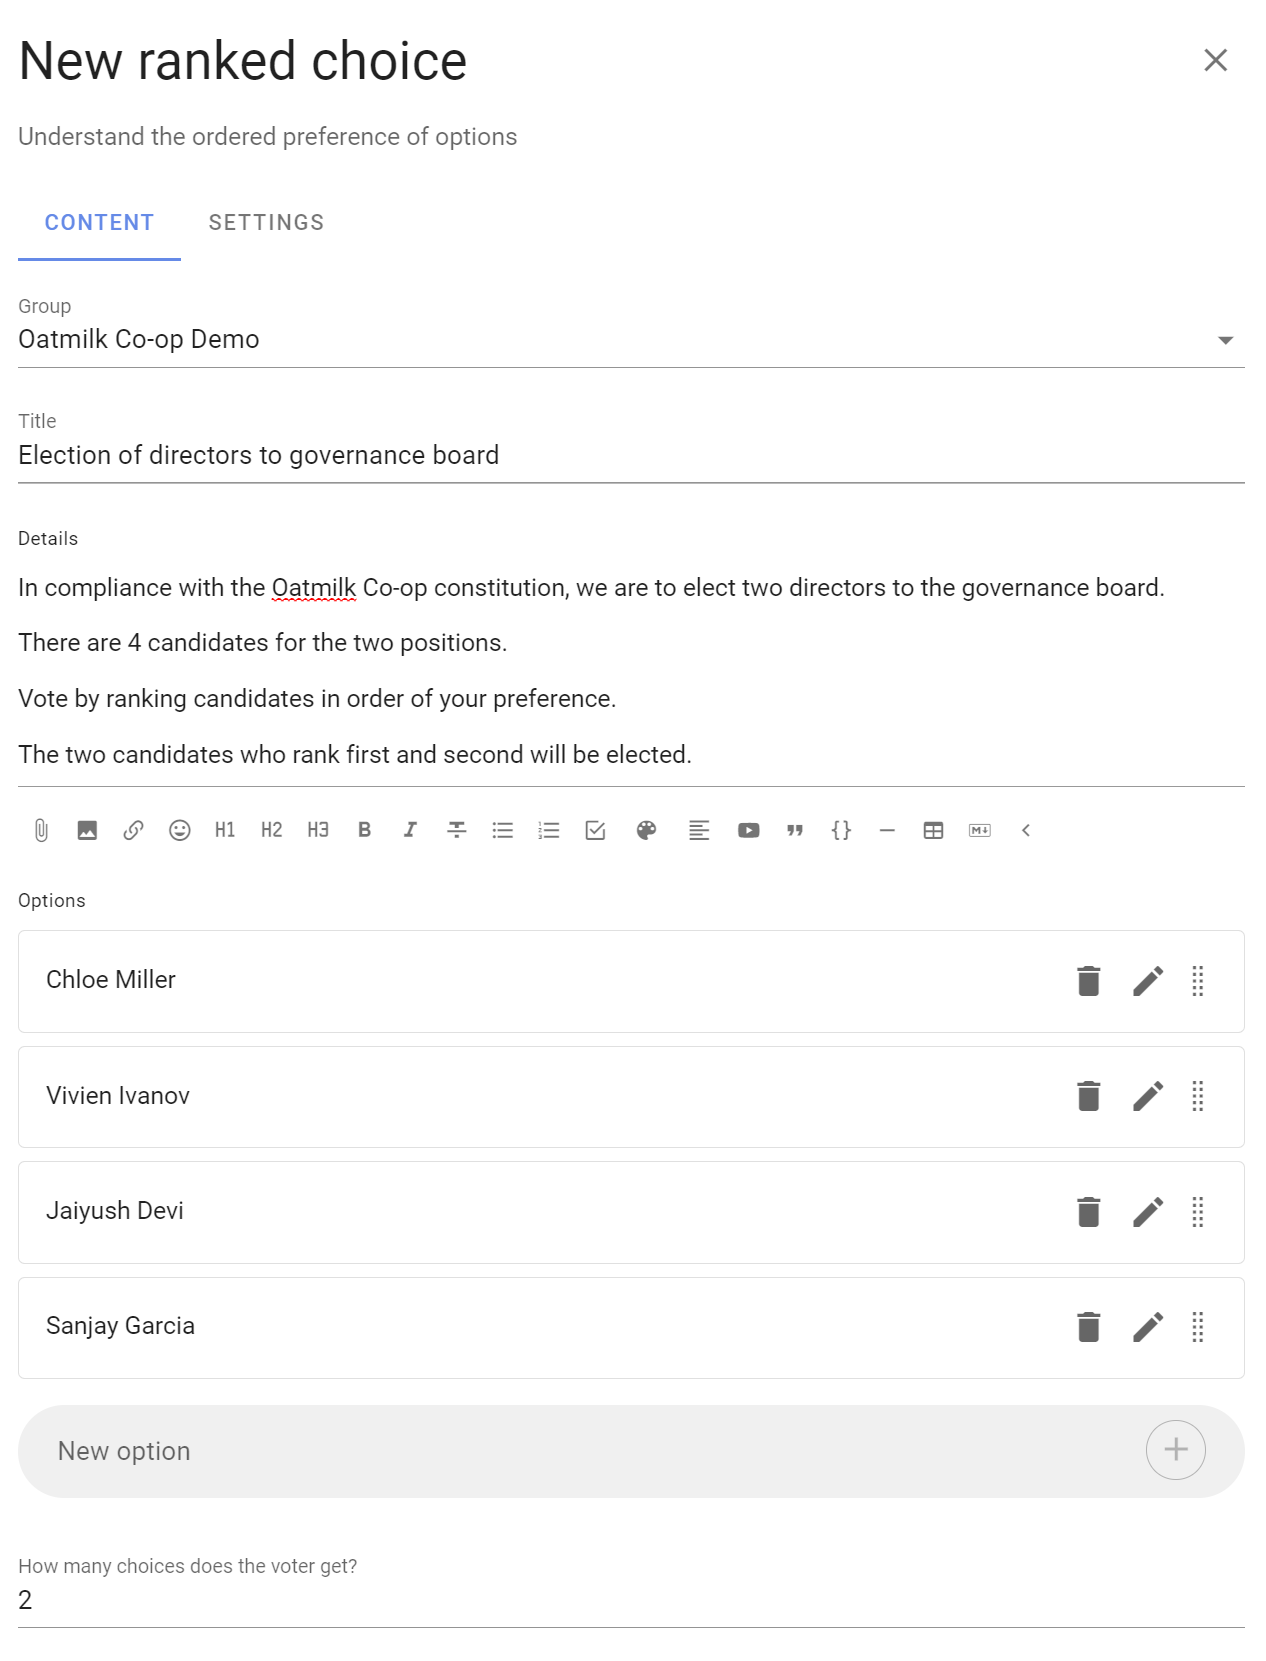 New ranked choice
Understand the ordered preference of options
CONTENT SETTINGS
Group
Oatmilk Co-op Demo
Title
Election of directors to governance board
Details
In compliance with the Oatmilk Co-op constitution, we are to elect two directors to the governance board.
There are 4 candidates for the two positions.
Vote by ranking candidates in order of your preference.
The two candidates who rank first and second will be elected.
H1 H2 H3 B I T 1 2 3 " {} M↓ <
Options
Chloe Miller
Vivien Ivanov
Jaiyush Devi
Sanjay Garcia
New option
How many choices does the voter get?
2